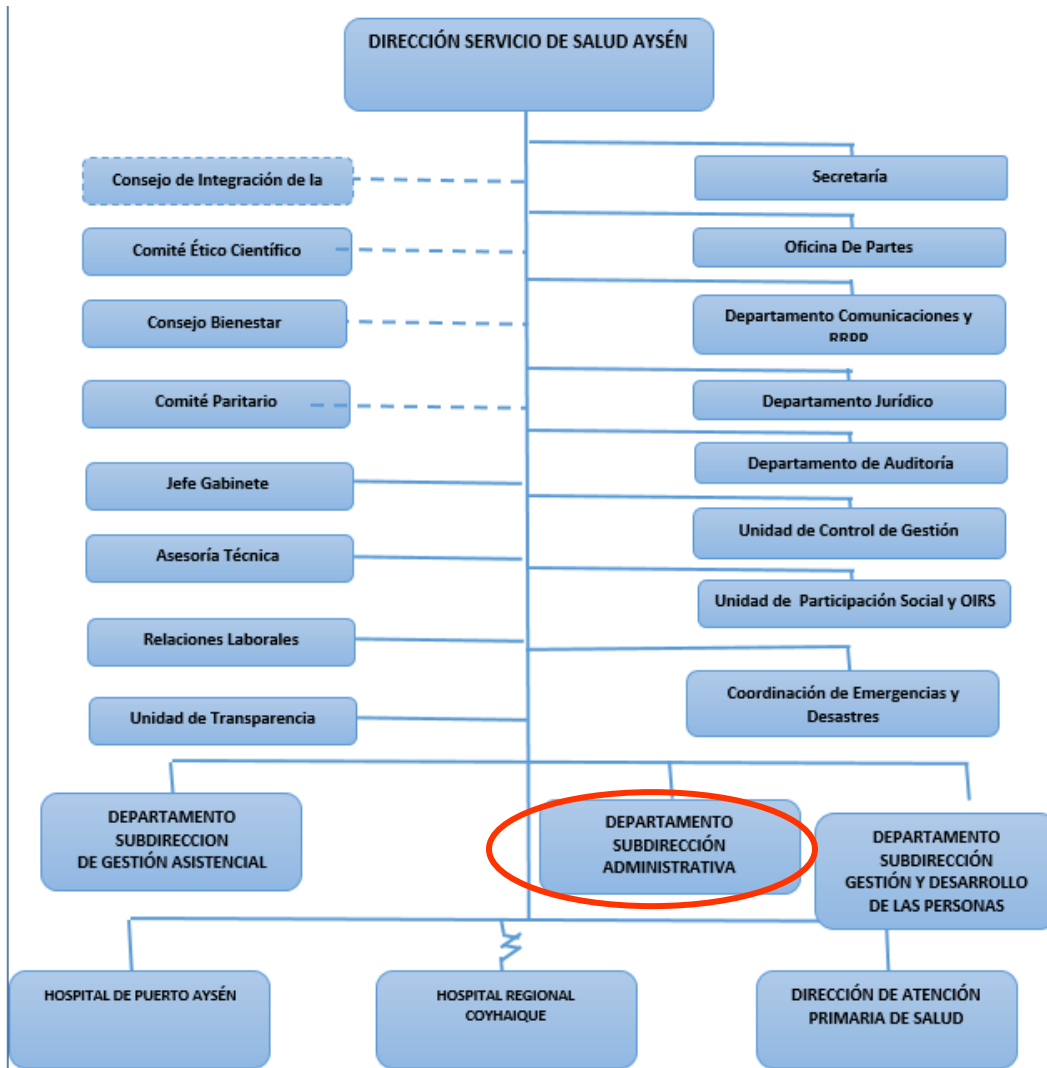 DIRECCIÓN SERVICIO DE SALUD AYSÉN
Consejo de Integración de la
Comité Ético Científico
Consejo Bienestar
Comité Paritario
Jefe Gabinete
Asesoría Técnica
Relaciones Laborales
Unidad de Transparencia
Secretaría
Oficina De Partes
Departamento Comunicaciones y
RRPP
Departamento Jurídico
Departamento de Auditoría
Unidad de Control de Gestión
Unidad de Participación Social y OIRS
Coordinación de Emergencias y
Desastres
DEPARTAMENTO
SUBDIRECCION
DE GESTIÓN ASISTENCIAL
DEPARTAMENTO
SUBDIRECCIÓN
ADMINISTRATIVA
DEPARTAMENTO
SUBDIRECCIÓN
GESTIÓN Y DESARROLLO
DE LAS PERSONAS
HOSPITAL DE PUERTO AYSÉN
HOSPITAL REGIONAL
COYHAIQUE
DIRECCIÓN DE ATENCIÓN
PRIMARIA DE SALUD